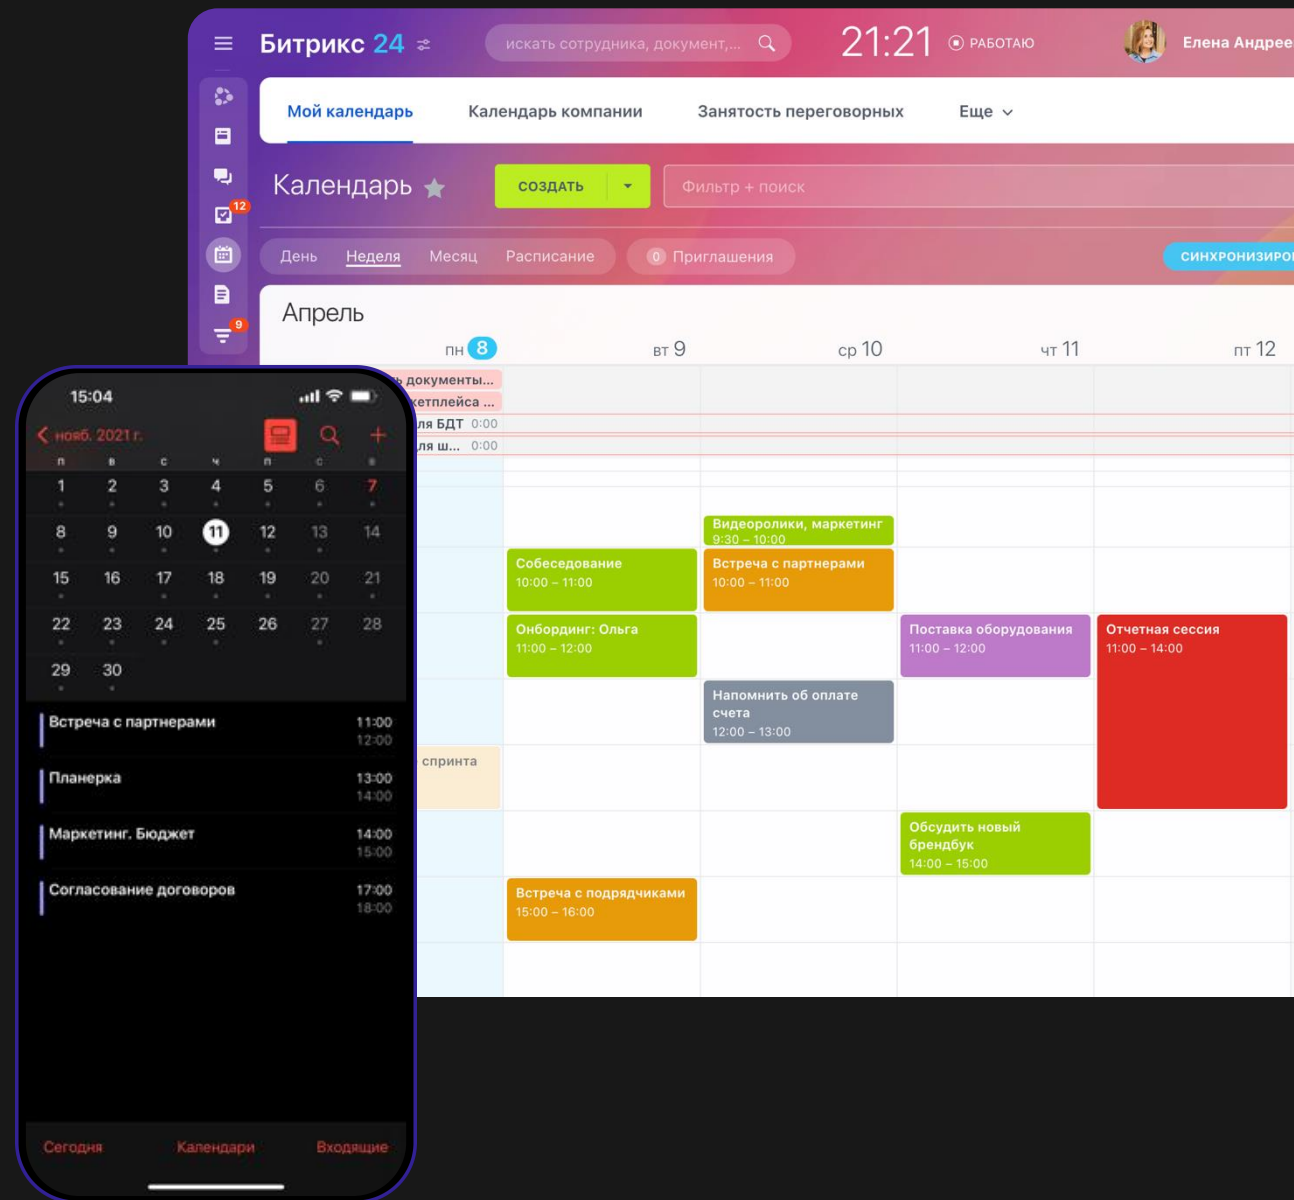 Битрикс 24
искать сотрудника, документ,...
21:21
РАБОТАЮ
Елена Андрее
Мой календарь
Календарь компании
Занятость переговорных
Еще
Календарь
СОЗДАТЬ
Фильтр + поиск
12
День
Неделя
Месяц
Расписание
0 Приглашения
СИНХРОНИЗИРО
9
Апрель
пн 8
вт 9
ср 10
чт 11
пт 12
ь документы...
кетплейса ...
ля БДТ 0:00
ля ш... 0:00
Видеоролики, маркетинг
9:30 – 10:00
Собеседование
10:00 – 11:00
Встреча с партнерами
10:00 – 11:00
Онбординг: Ольга
11:00 – 12:00
Поставка оборудования
11:00 – 12:00
Отчетная сессия
11:00 – 14:00
Напомнить об оплате
счета
12:00 – 13:00
спринта
Обсудить новый
брендбук
14:00 – 15:00
Встреча с подрядчиками
15:00 – 16:00
15:04
нояб. 2021 г.
п в с ч п с в
1 2 3 4 5 6 7
8 9 10 11 12 13 14
15 16 17 18 19 20 21
22 23 24 25 26 27 28
29 30
Встреча с партнерами 11:00
12:00
Планерка 13:00
14:00
Маркетинг. Бюджет 14:00
15:00
Согласование договоров 17:00
18:00
Сегодня
Календари
Входящие